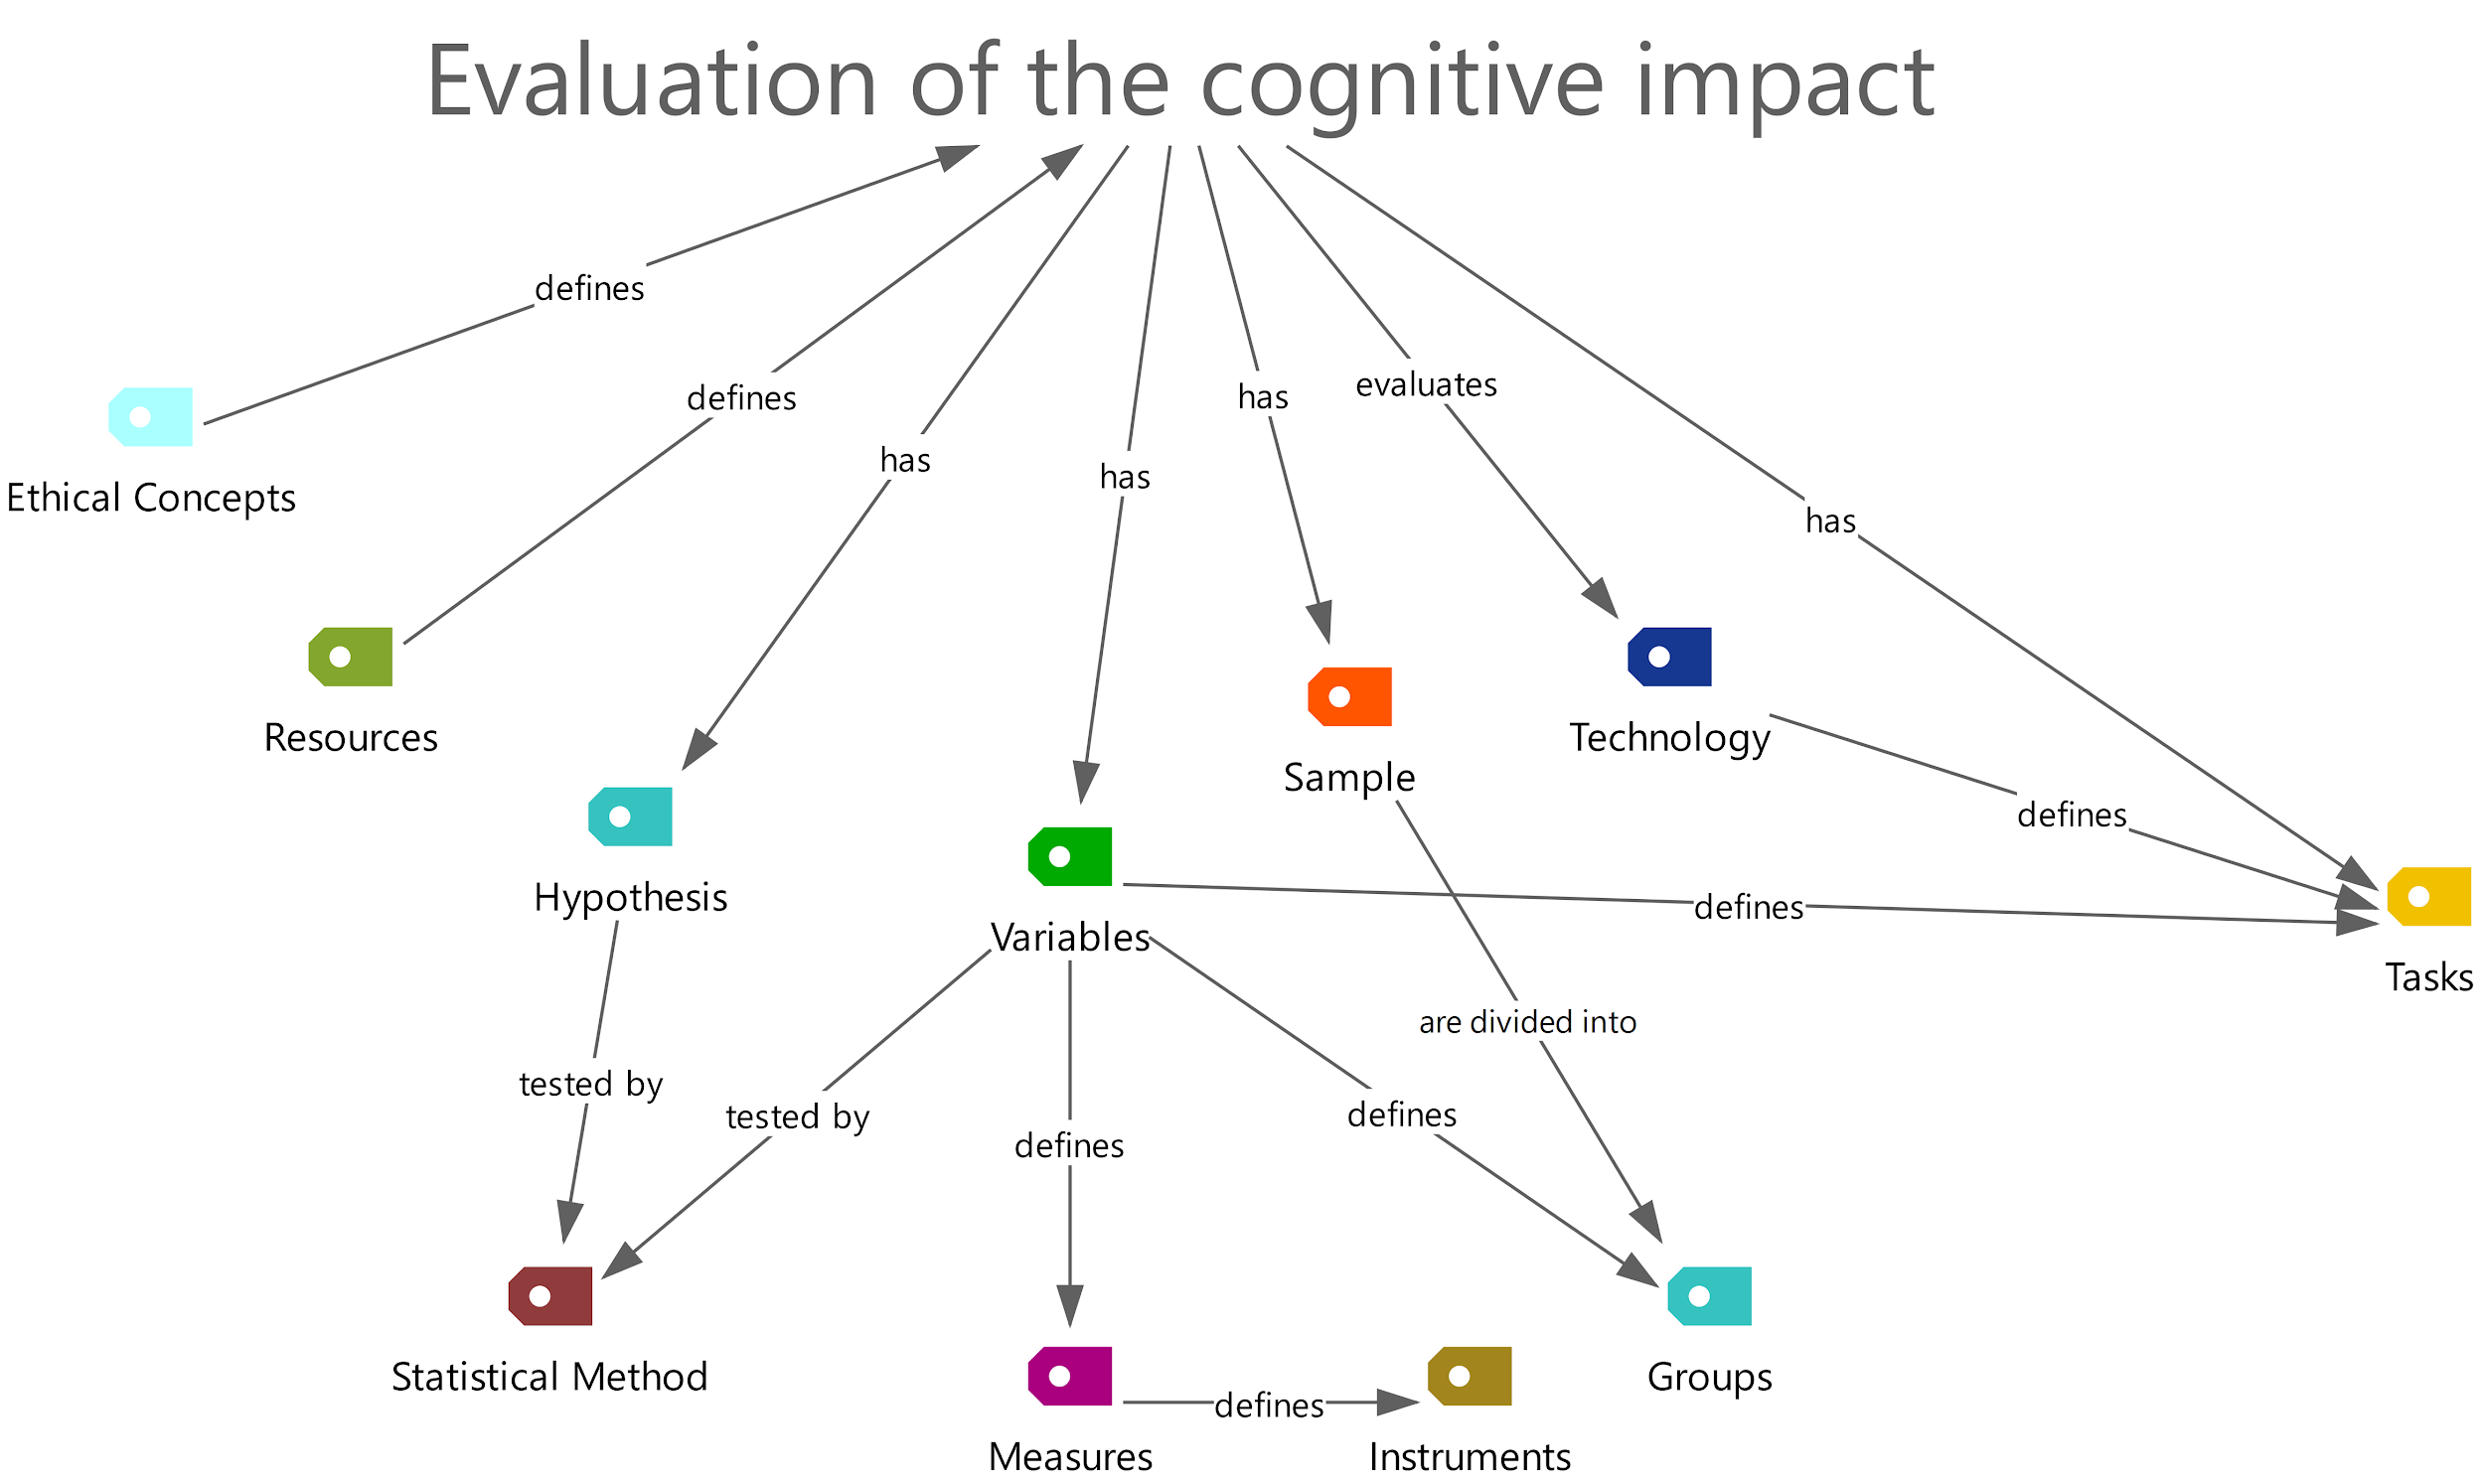 Evaluation of the cognitive impact
defines
evaluates
defines
has
has
has
has
Ethical Concepts
Resources
Sample
Technology
defines
Hypothesis
Variables
defines
Tasks
are divided into
tested by
tested by
defines
defines
Statistical Method
Groups
defines
Measures
Instruments